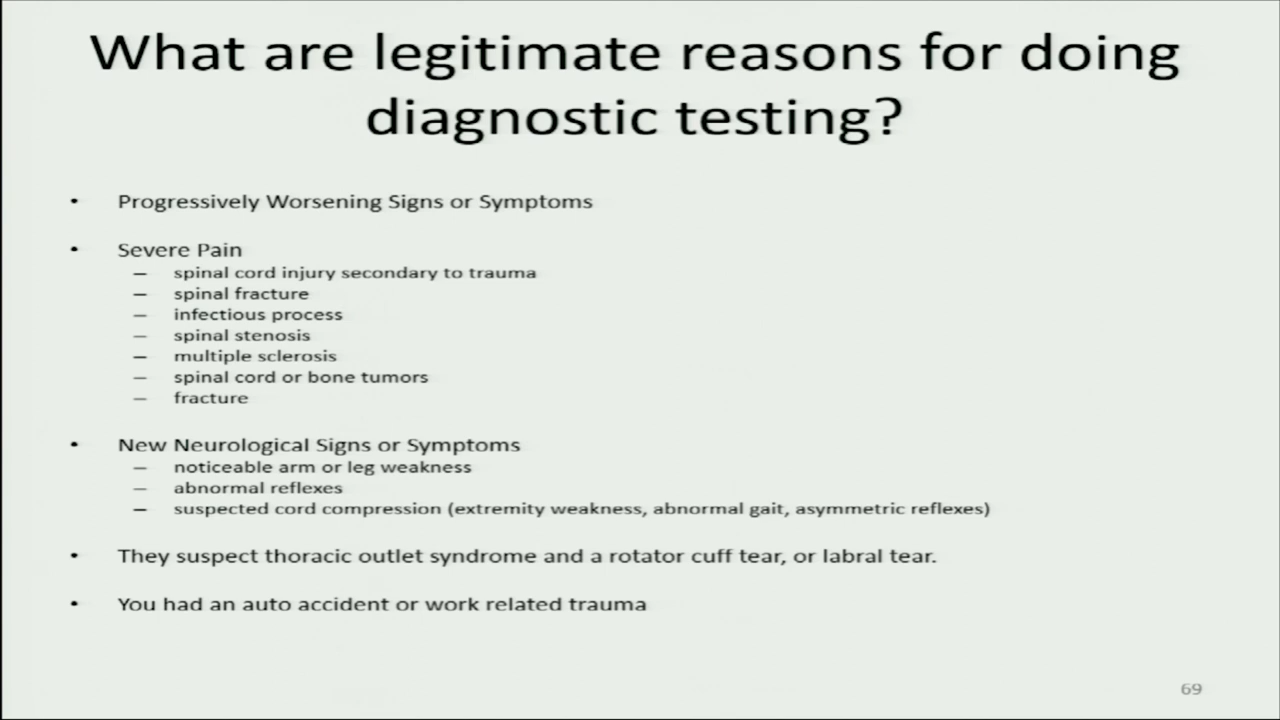 What are legitimate reasons for doing
diagnostic testing?
• Progressively Worsening Signs or Symptoms
• Severe Pain
– spinal cord injury secondary to trauma
– spinal fracture
– infectious process
– spinal stenosis
– multiple sclerosis
– spinal cord or bone tumors
– fracture
• New Neurological Signs or Symptoms
– noticeable arm or leg weakness
– abnormal reflexes
– suspected cord compression (extremity weakness, abnormal gait, asymmetric reflexes)
• They suspect thoracic outlet syndrome and a rotator cuff tear, or labral tear.
• You had an auto accident or work related trauma
69